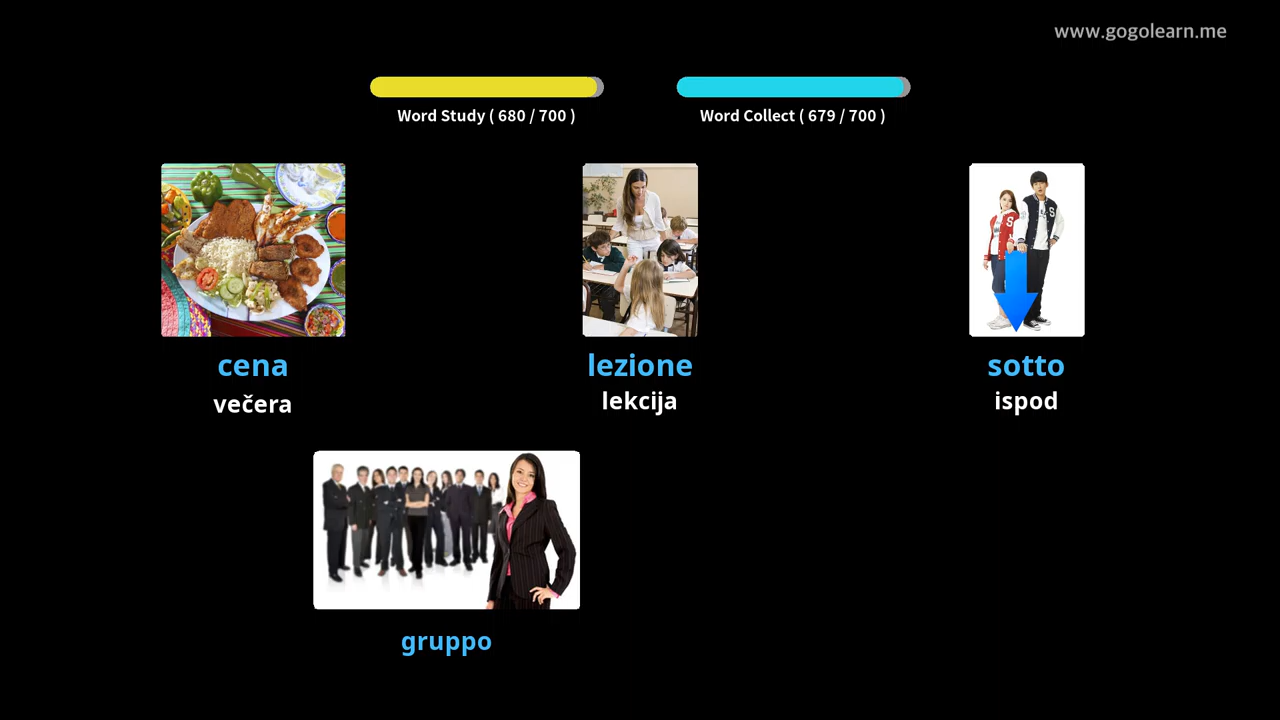 www.gogolearn.me
Word Study ( 680 / 700 )
Word Collect ( 679 / 700 )
cena
večera
lezione
lekcija
sotto
ispod
gruppo